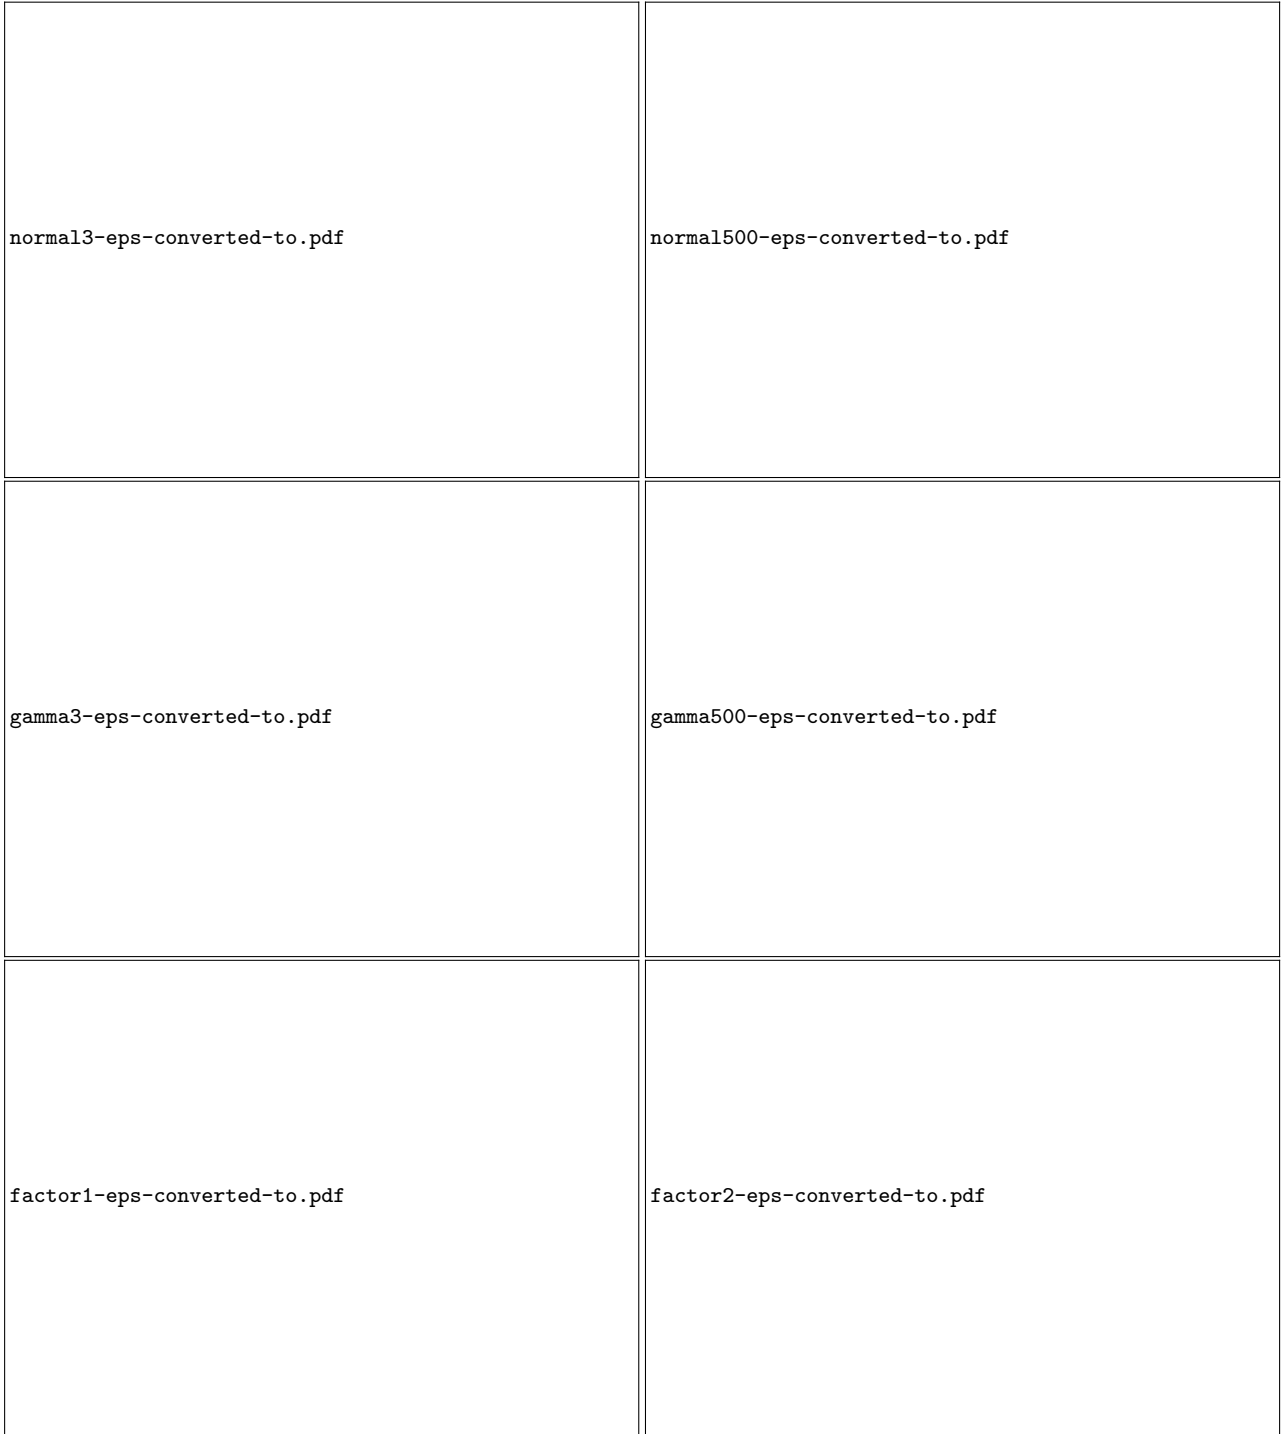 normal3-eps-converted-to.pdf
normal500-eps-converted-to.pdf
gamma3-eps-converted-to.pdf
gamma500-eps-converted-to.pdf
factor1-eps-converted-to.pdf
factor2-eps-converted-to.pdf